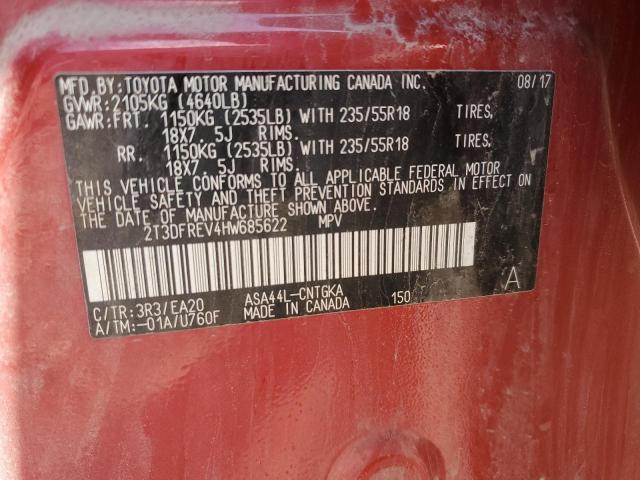 MFD.BY:TOYOTA MOTOR MANUFACTURING CANADA INC. 08/17
GVWR:2105KG (4640LB)
GAWR:FRT. 1150KG (2535LB) WITH 235/55R18 TIRES,
18X7.5J RIMS.
RR. 1150KG (2535LB) WITH 235/55R18 TIRES,
18X7.5J RIMS.
THIS VEHICLE CONFORMS TO ALL APPLICABLE FEDERAL MOTOR
VEHICLE SAFETY AND THEFT PREVENTION STANDARDS IN EFFECT ON
THE DATE OF MANUFACTURE SHOWN ABOVE.
2T3DFREV4HW685622 MPV
C/TR:3R3/EA20 ASA44L-CNTGKA 150 A
A/TM:-01A/U760F MADE IN CANADA